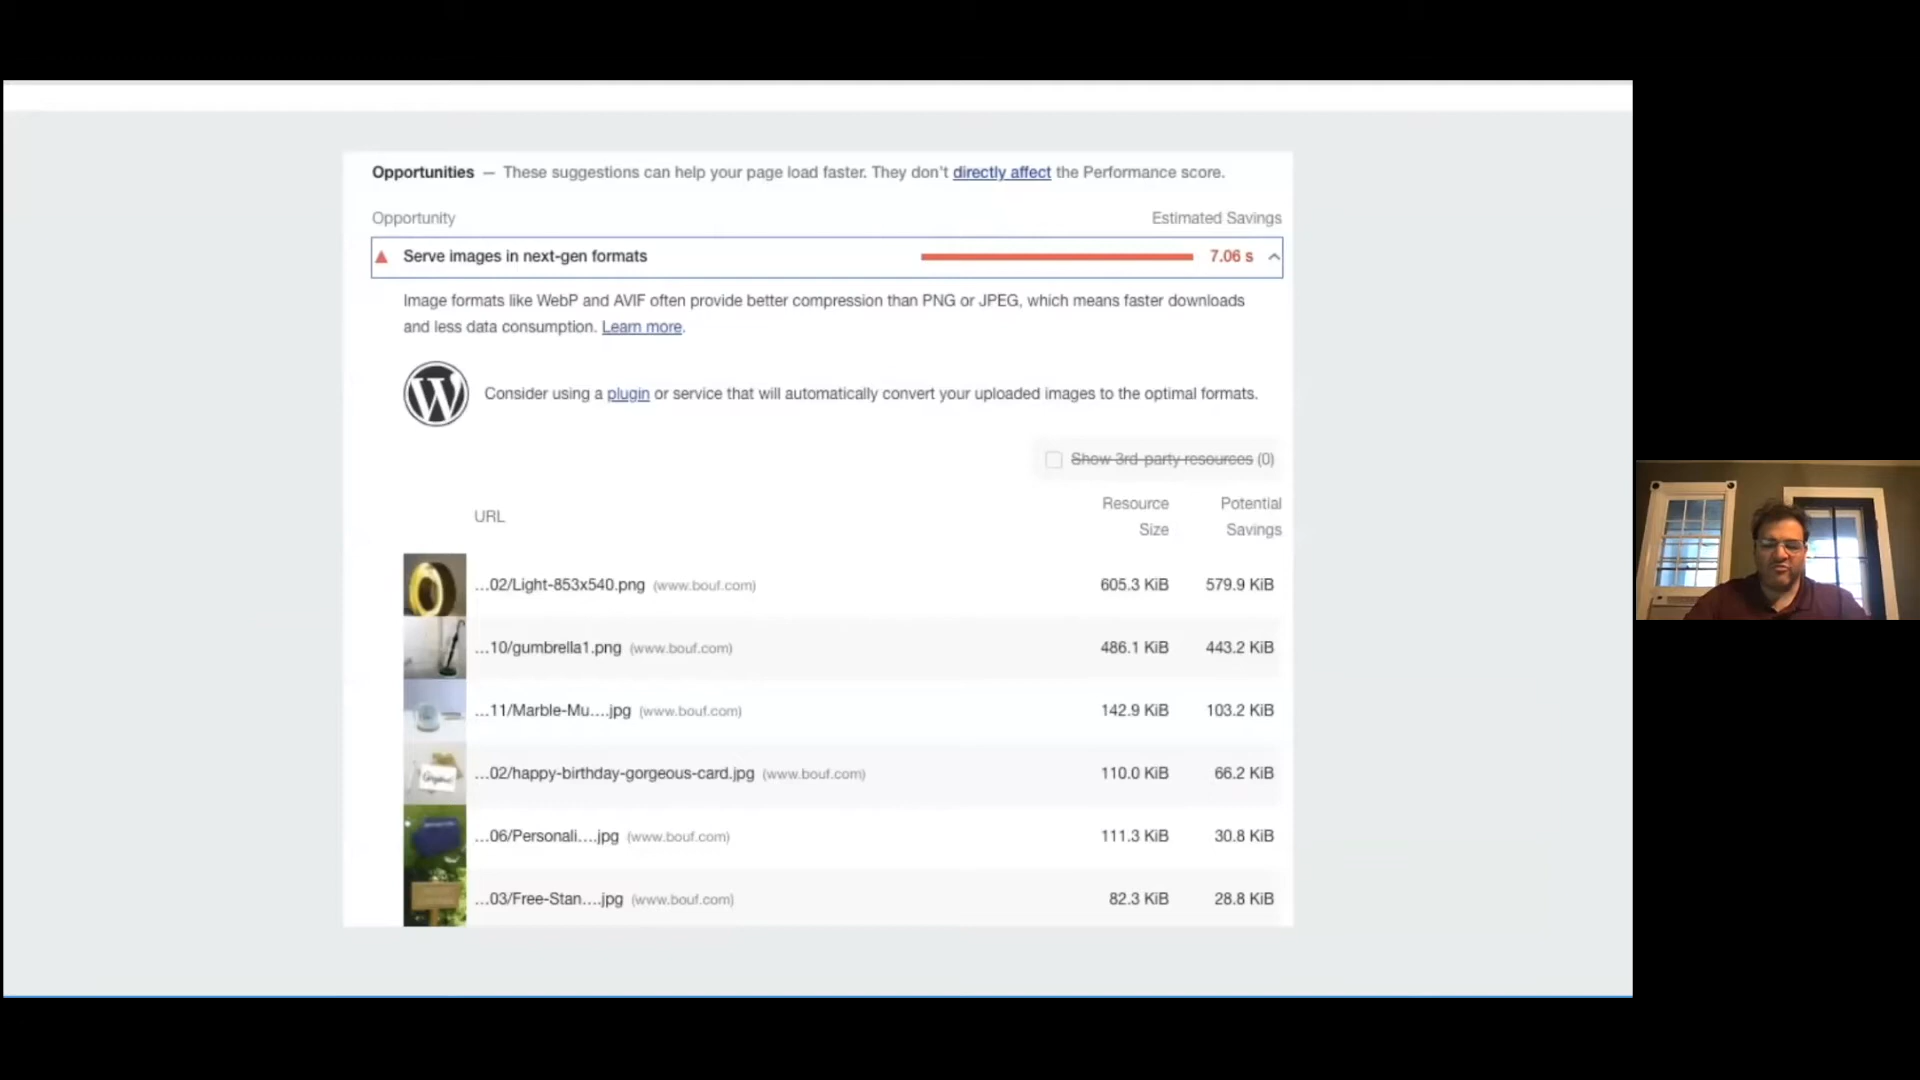 Opportunities — These suggestions can help your page load faster. They don't directly affect the Performance score.
Opportunity Estimated Savings
Serve images in next-gen formats 7.06 s
Image formats like WebP and AVIF often provide better compression than PNG or JPEG, which means faster downloads
and less data consumption. Learn more.
Consider using a plugin or service that will automatically convert your uploaded images to the optimal formats.
Show 3rd-party resources (0)
URL Resource Size Potential Savings
...02/Light-853x540.png (www.bouf.com) 605.3 KiB 579.9 KiB
...10/gumbrella1.png (www.bouf.com) 486.1 KiB 443.2 KiB
...11/Marble-Mu....jpg (www.bouf.com) 142.9 KiB 103.2 KiB
...02/happy-birthday-gorgeous-card.jpg (www.bouf.com) 110.0 KiB 66.2 KiB
...06/Personali....jpg (www.bouf.com) 111.3 KiB 30.8 KiB
...03/Free-Stan....jpg (www.bouf.com) 82.3 KiB 28.8 KiB